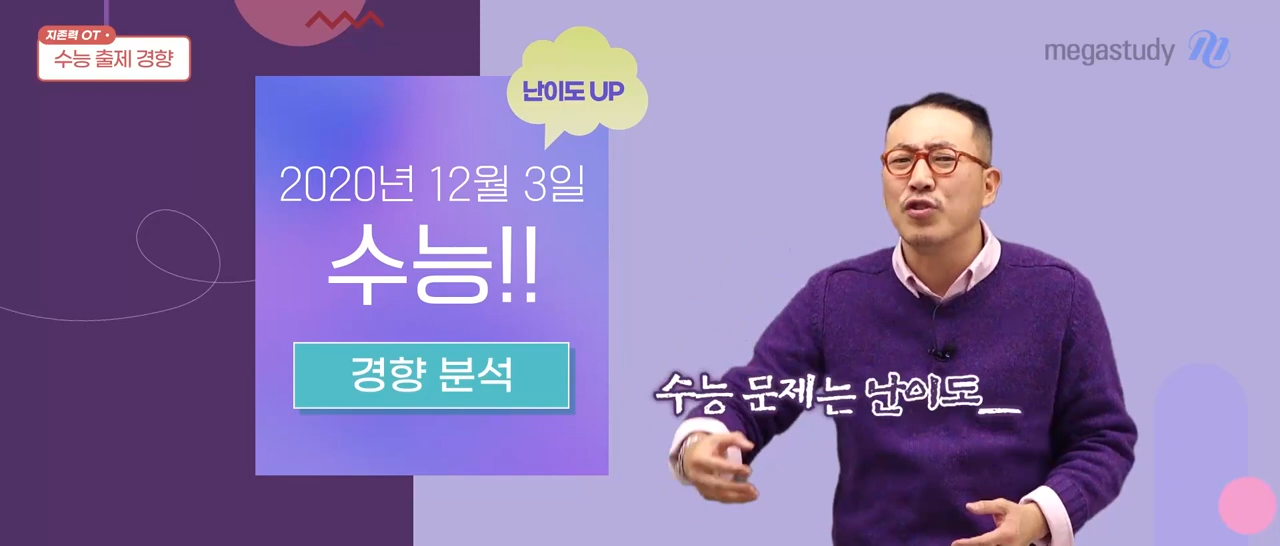 지존력 OT •
수능 출제 경향
megastudy
난이도 UP
2020년 12월 3일
수능!!
경향 분석
수능 문제는 난이도_